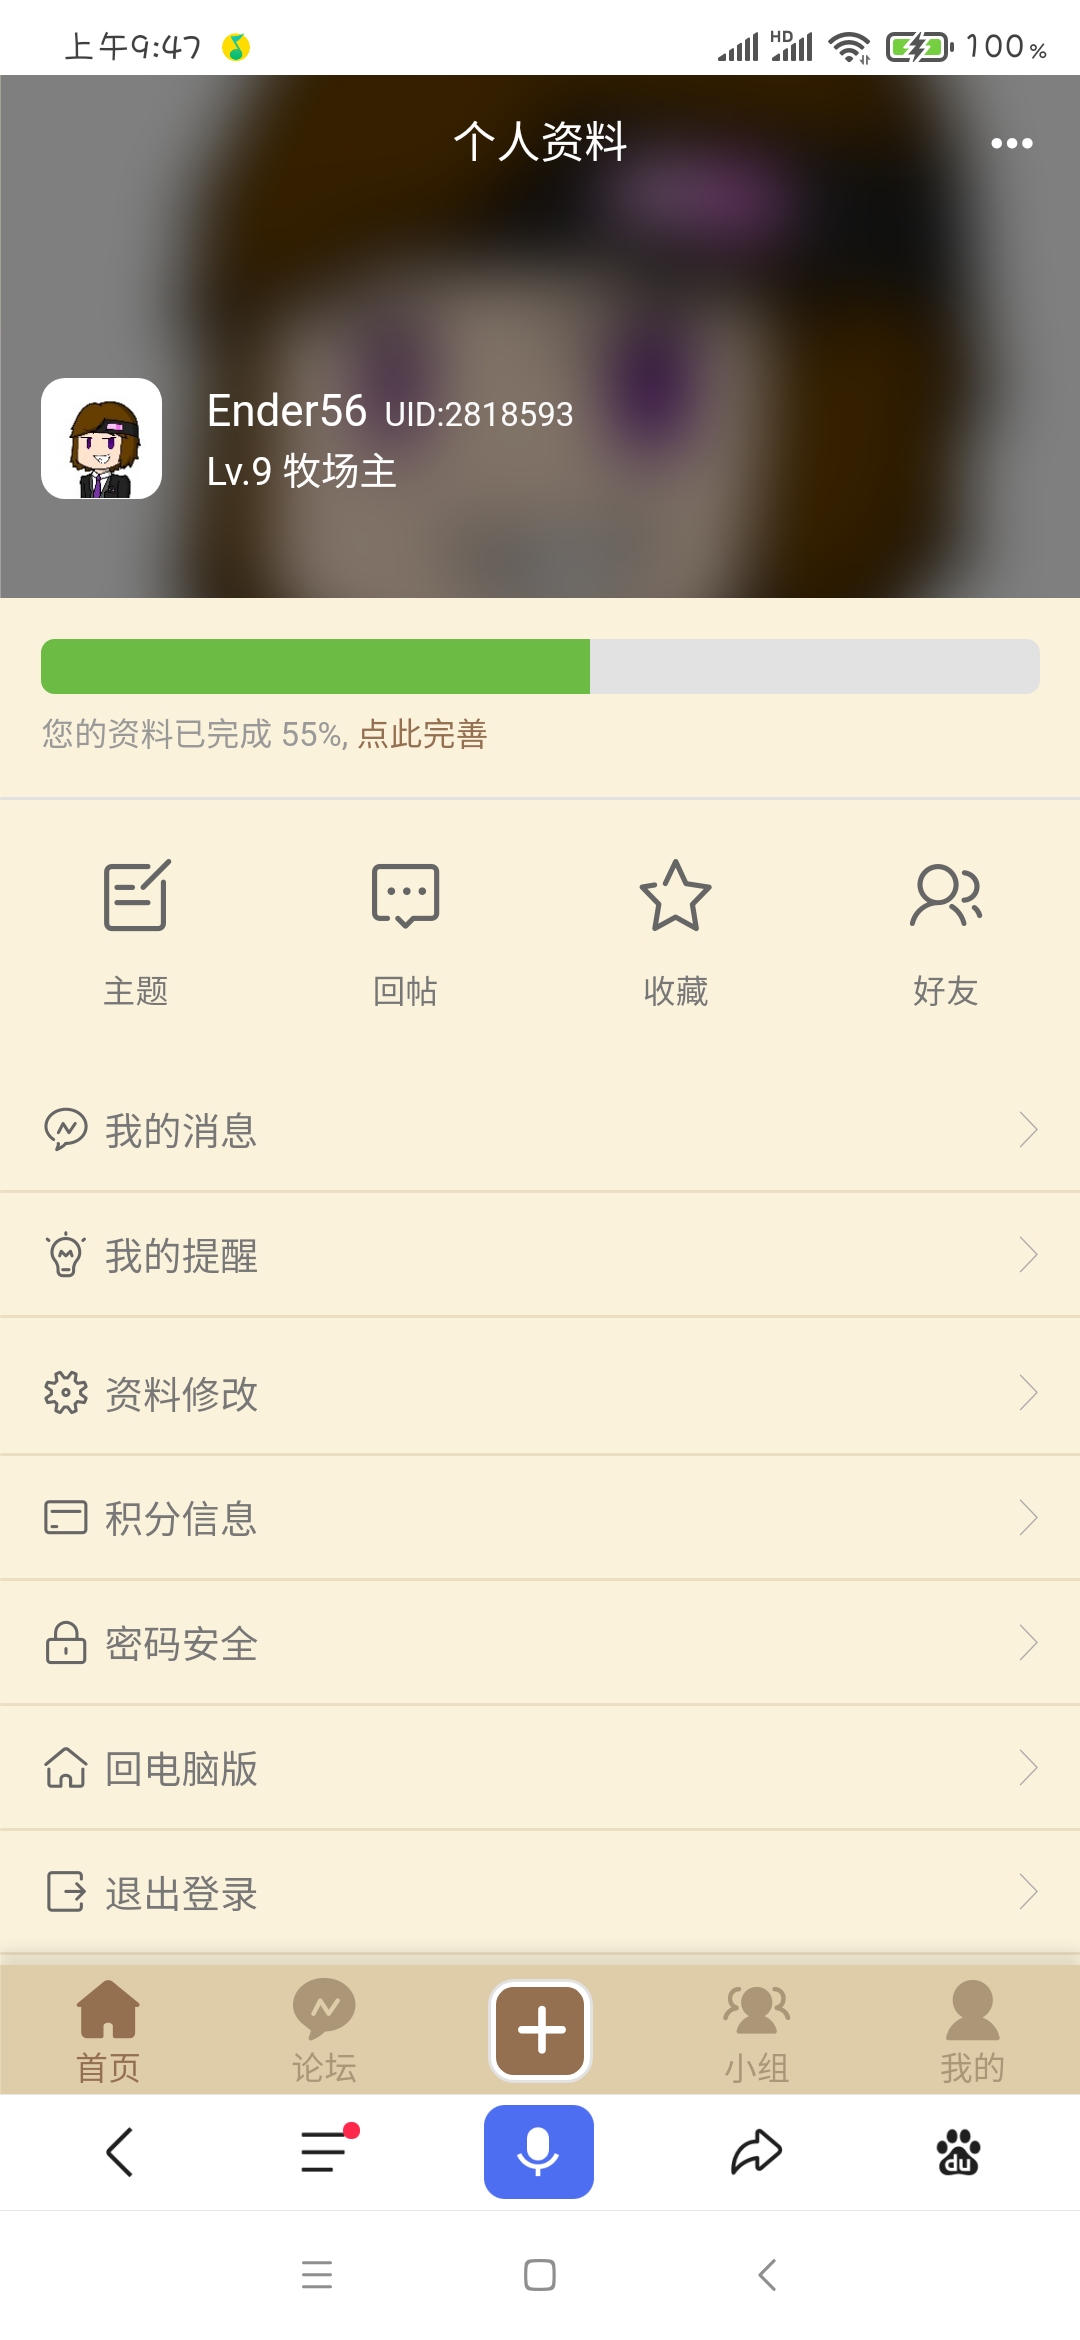 上午9:47
HD
100%
个人资料
Ender56 UID:2818593
Lv.9 牧场主
您的资料已完成 55%, 点此完善
主题 回帖 收藏 好友
我的消息
我的提醒
资料修改
积分信息
密码安全
回电脑版
退出登录
首页 论坛 小组 我的
du